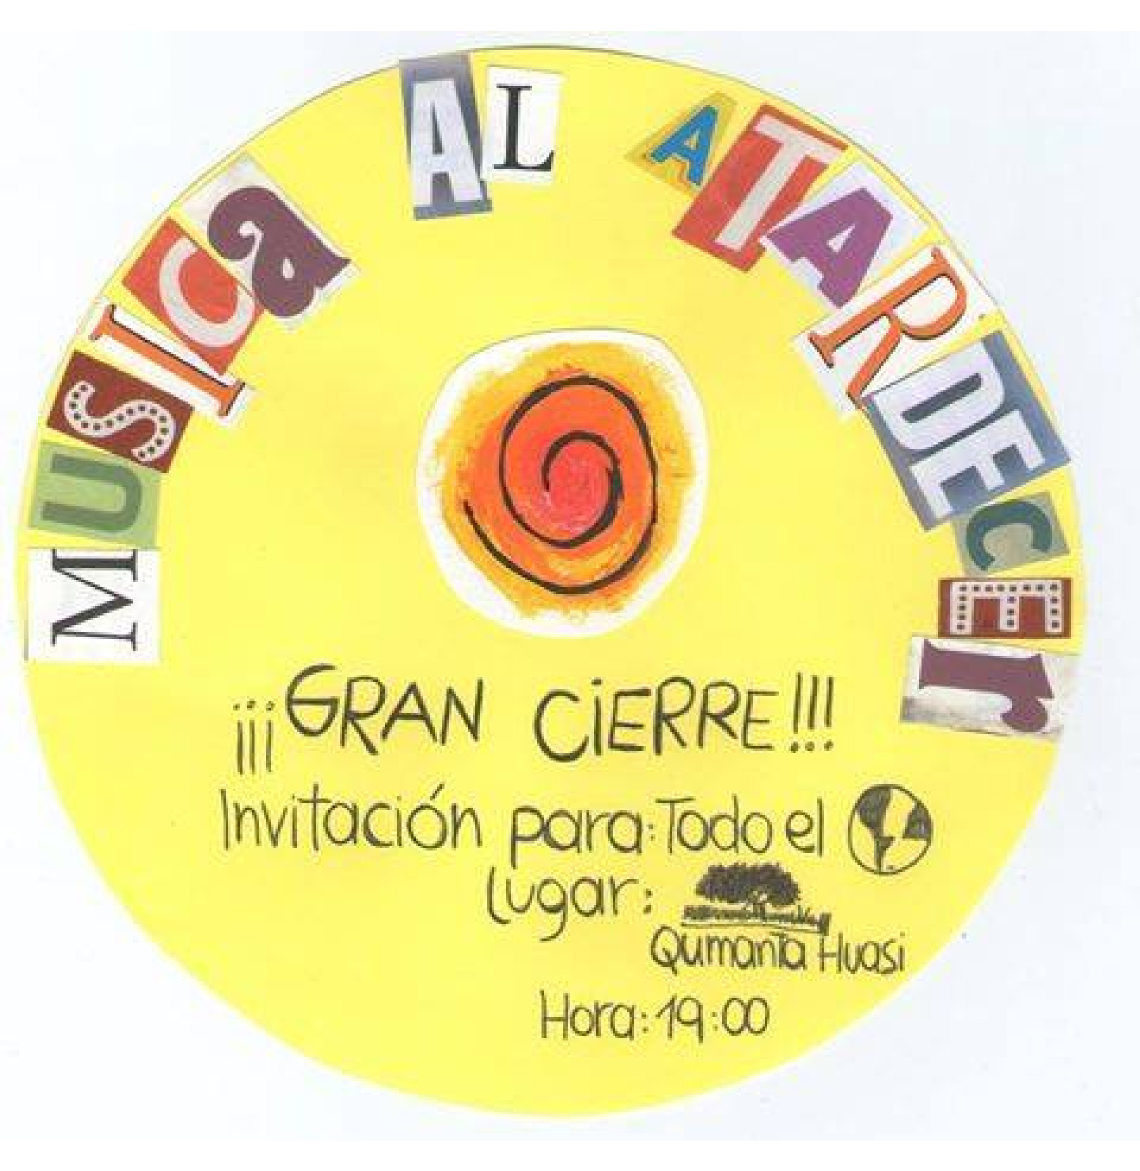 MUSICa AL ATARDECEr
¡¡¡GRAN CiERRE!!!
Invitación para: Todo el
Lugar:
QumanTa Huasi
Hora: 19:00